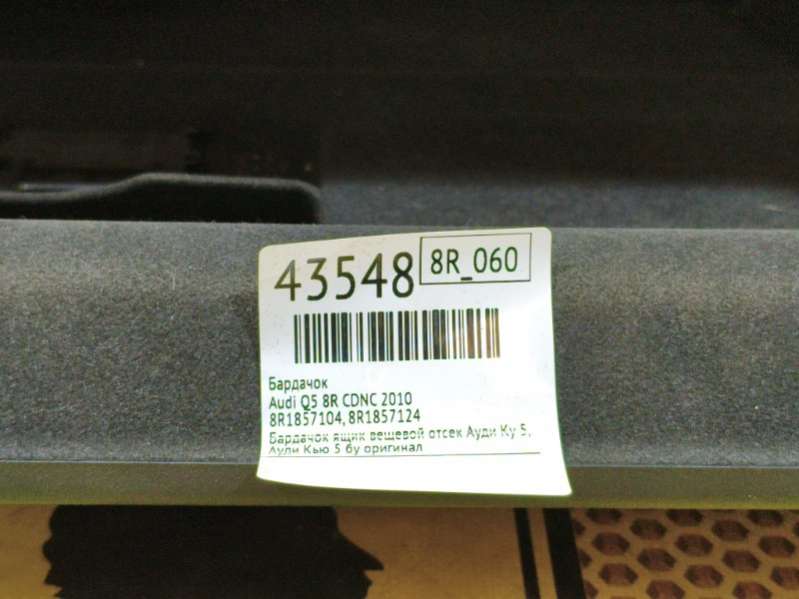 43548 8R_060
Бардачок
Audi Q5 8R CDNC 2010
8R1857104, 8R1857124
Бардачок ящик вещевой отсек Ауди Ку 5,
Ауди Кью 5 бу оригинал